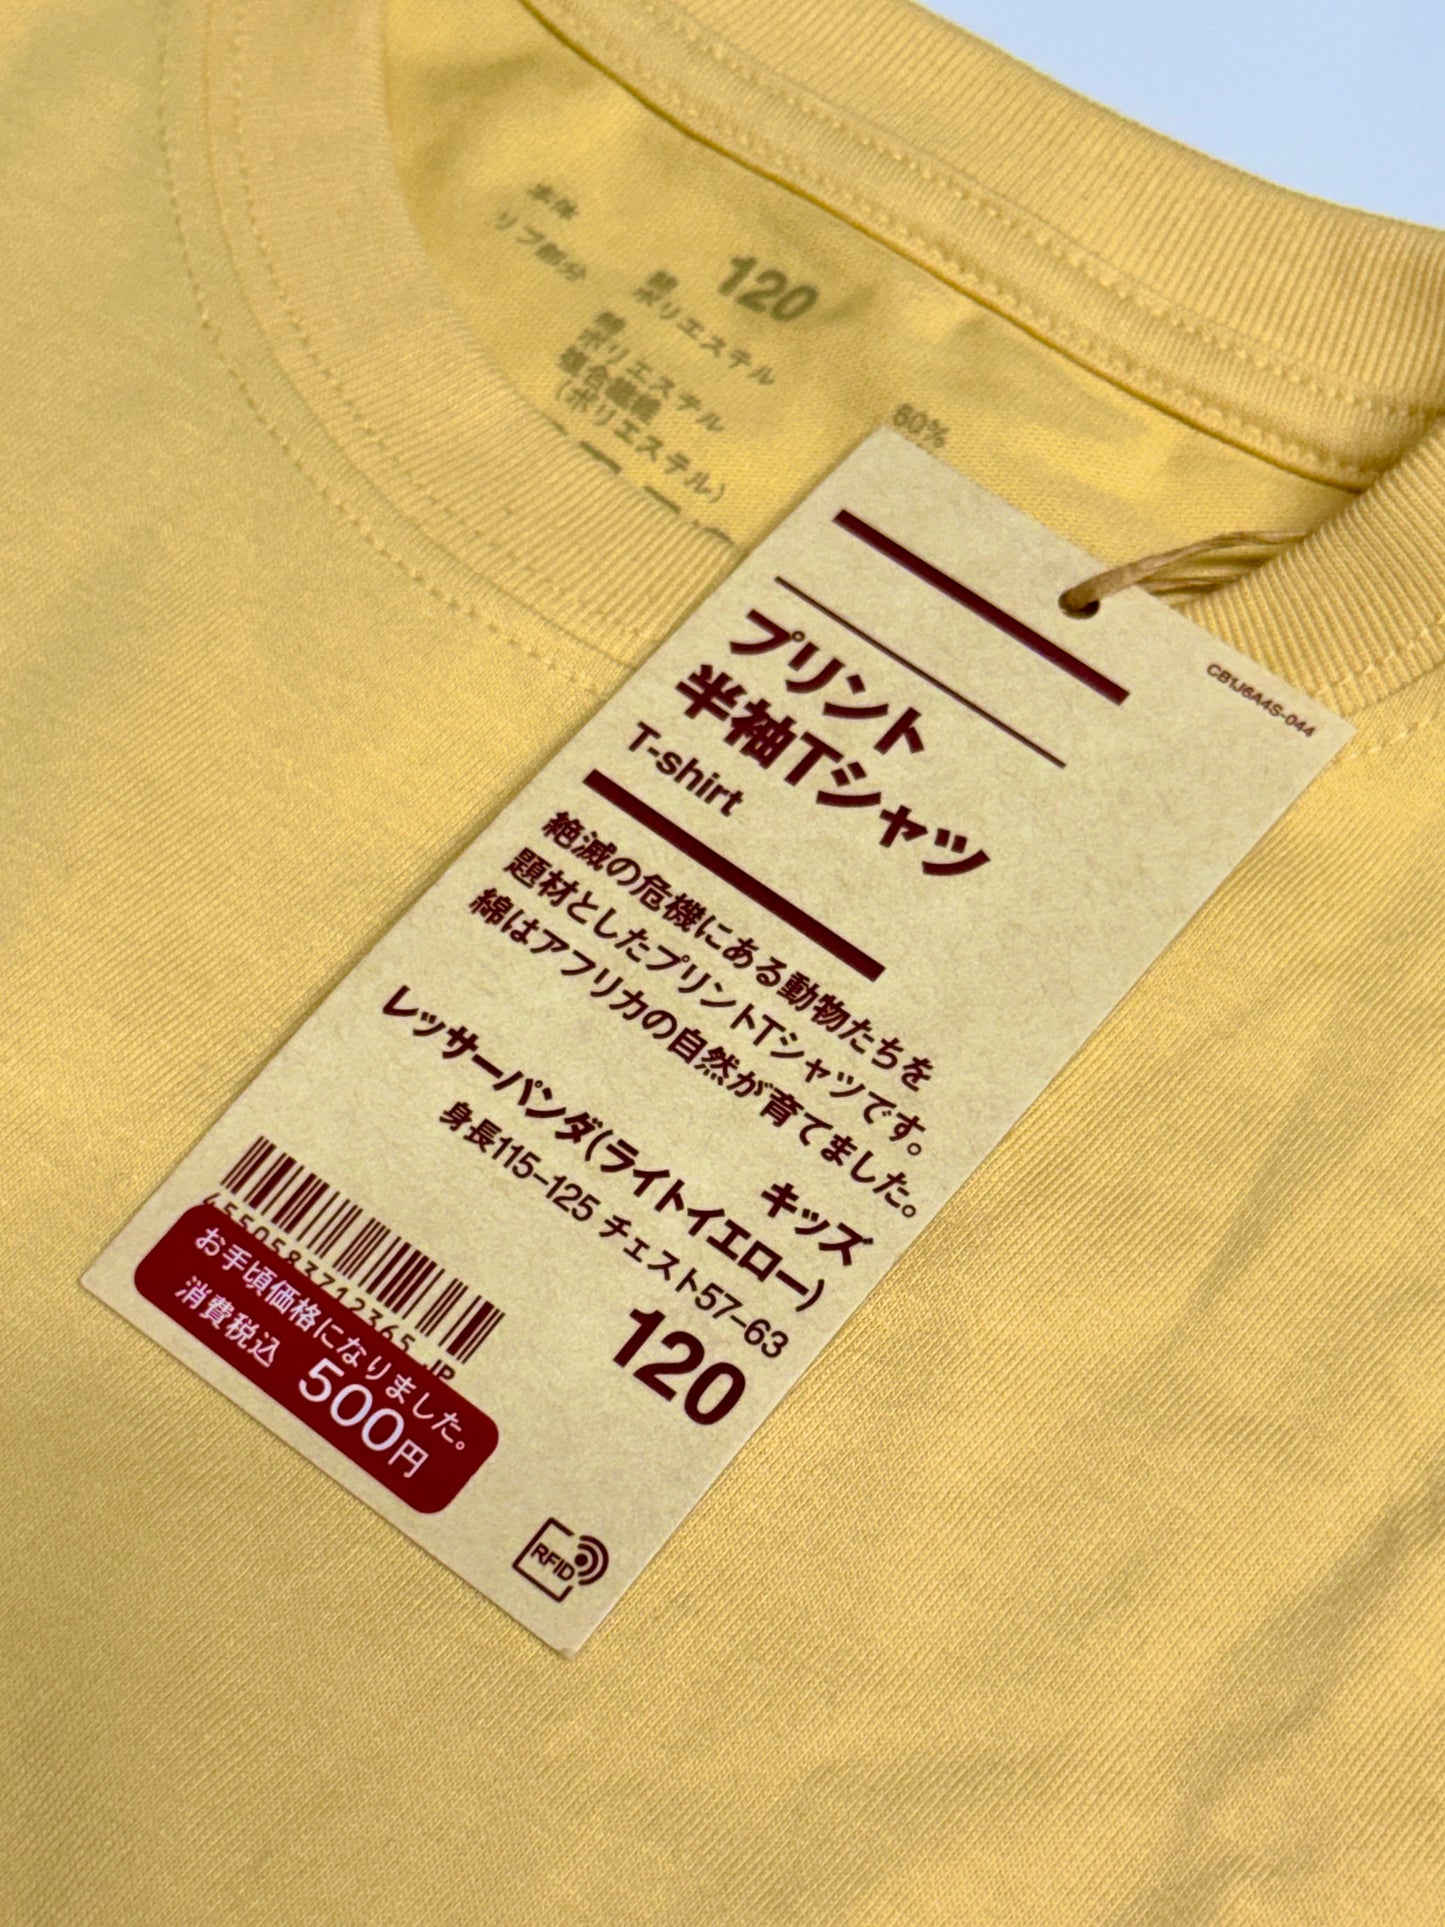 120
本体
綿
60%
ポリエステル
リブ部分
綿
ポリエステル
複合繊維
(ポリエステル)
CB1J6A4S-044
プリント
半袖Tシャツ
T-shirt
絶滅の危機にある動物たちを
題材としたプリントTシャツです。
綿はアフリカの自然が育てました。
キッズ
レッサーパンダ(ライトイエロー)
身長115-125 チェスト57-63
120
4550583712365 JP
お手頃価格になりました。
消費税込 500円
RFID